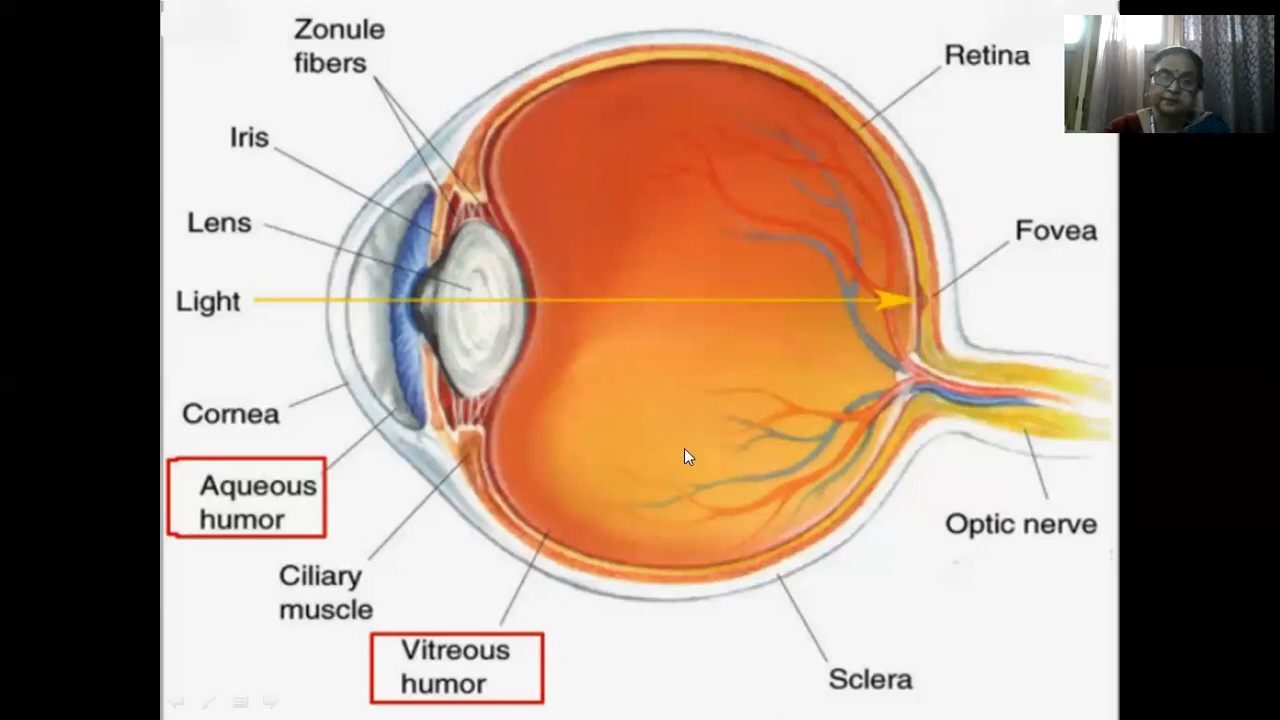 Zonule
fibers
Retina
Iris
Lens
Fovea
Light
Cornea
Aqueous
humor
Optic nerve
Ciliary
muscle
Vitreous
humor
Sclera